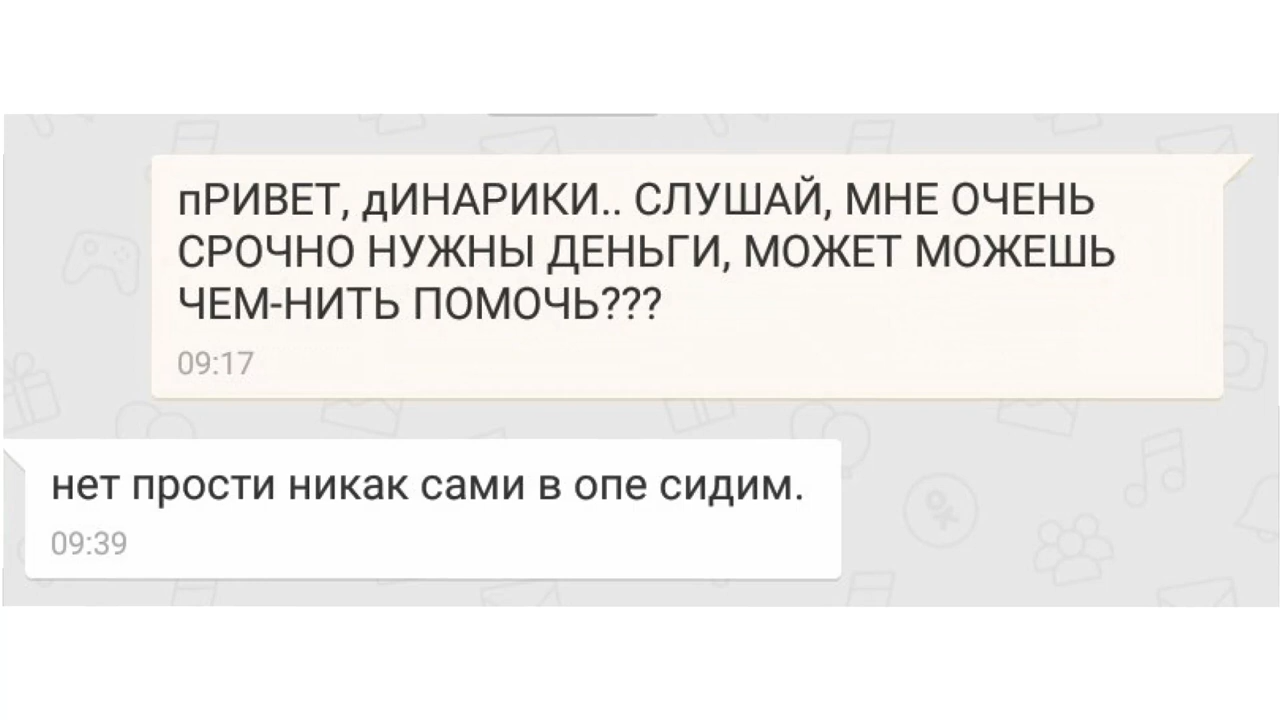 пРИВЕТ, дИНАРИКИ.. СЛУШАЙ, МНЕ ОЧЕНЬ
СРОЧНО НУЖНЫ ДЕНЬГИ, МОЖЕТ МОЖЕШЬ
ЧЕМ-НИТЬ ПОМОЧЬ???
09:17
нет прости никак сами в опе сидим.
09:39